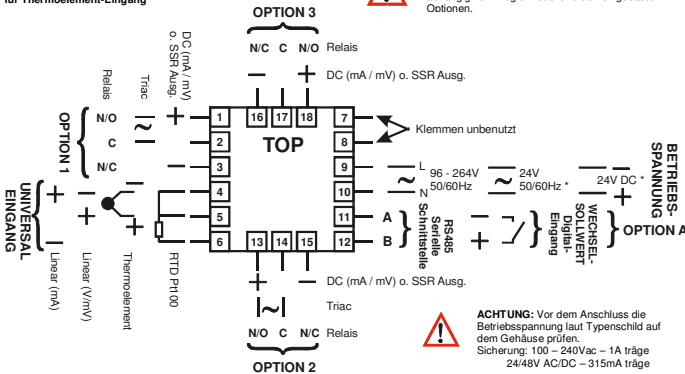 für Thermoelement-Eingang
Optionen.
OPTION 3
N/C C N/O Relais
DC (mA / mV) o. SSR Ausg.
DC (mA / mV)
o. SSR Ausg.
Triac
Relais
OPTION 1
N/O
C
N/C
+
~
−
UNIVERSAL
EINGANG
Linear (mA)
Linear (V/mV)
Thermoelement
RTD Pt100
TOP
1
2
3
4
5
6
16 17 18
7
8
9
10
11
12
13 14 15
Klemmen unbenutzt
L
N
96 - 264V
50/60Hz
24V
50/60Hz *
24V DC *
BETRIEBS-
SPANNUNG
A
B
RS485
Serielle
Schnittstelle
Digital-
Eingang
WECHSEL-
SOLLWERT
OPTION A
DC (mA / mV) o. SSR Ausg.
Triac
N/O C N/C Relais
OPTION 2
ACHTUNG: Vor dem Anschluss die
Betriebsspannung laut Typenschild auf
dem Gehäuse prüfen.
Sicherung: 100 – 240Vac – 1A träge
24/48V AC/DC – 315mA träge